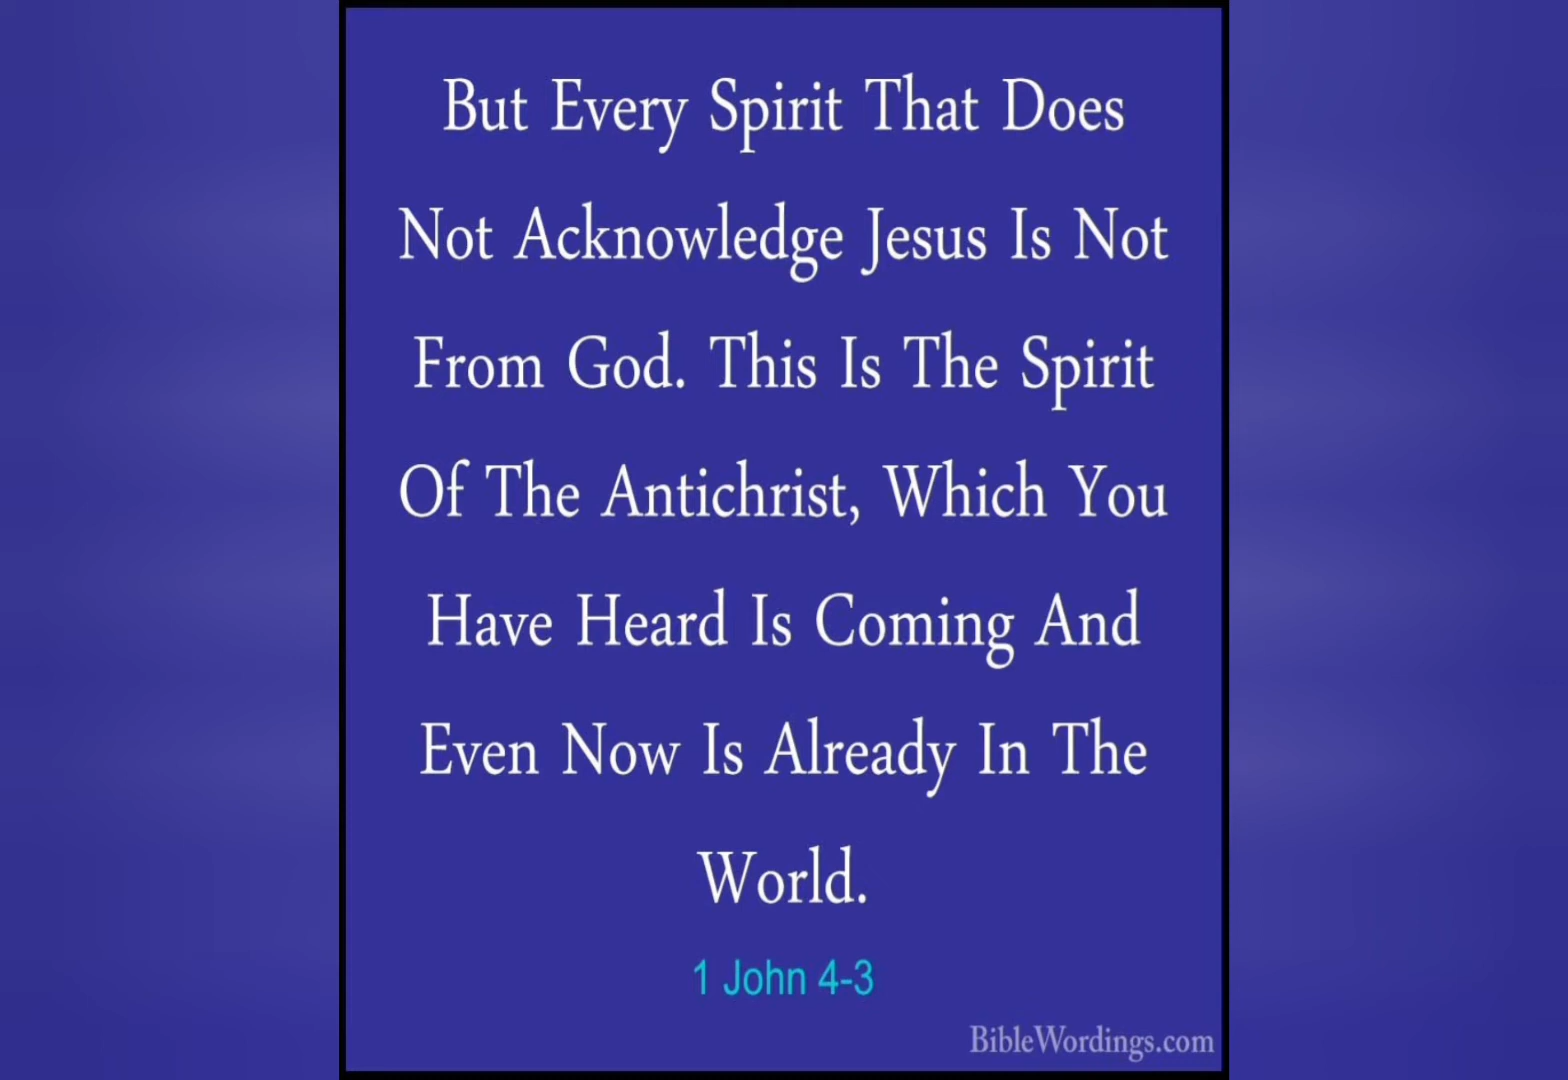 But Every Spirit That Does
Not Acknowledge Jesus Is Not
From God. This Is The Spirit
Of The Antichrist, Which You
Have Heard Is Coming And
Even Now Is Already In The
World.
1 John 4-3
BibleWordings.com